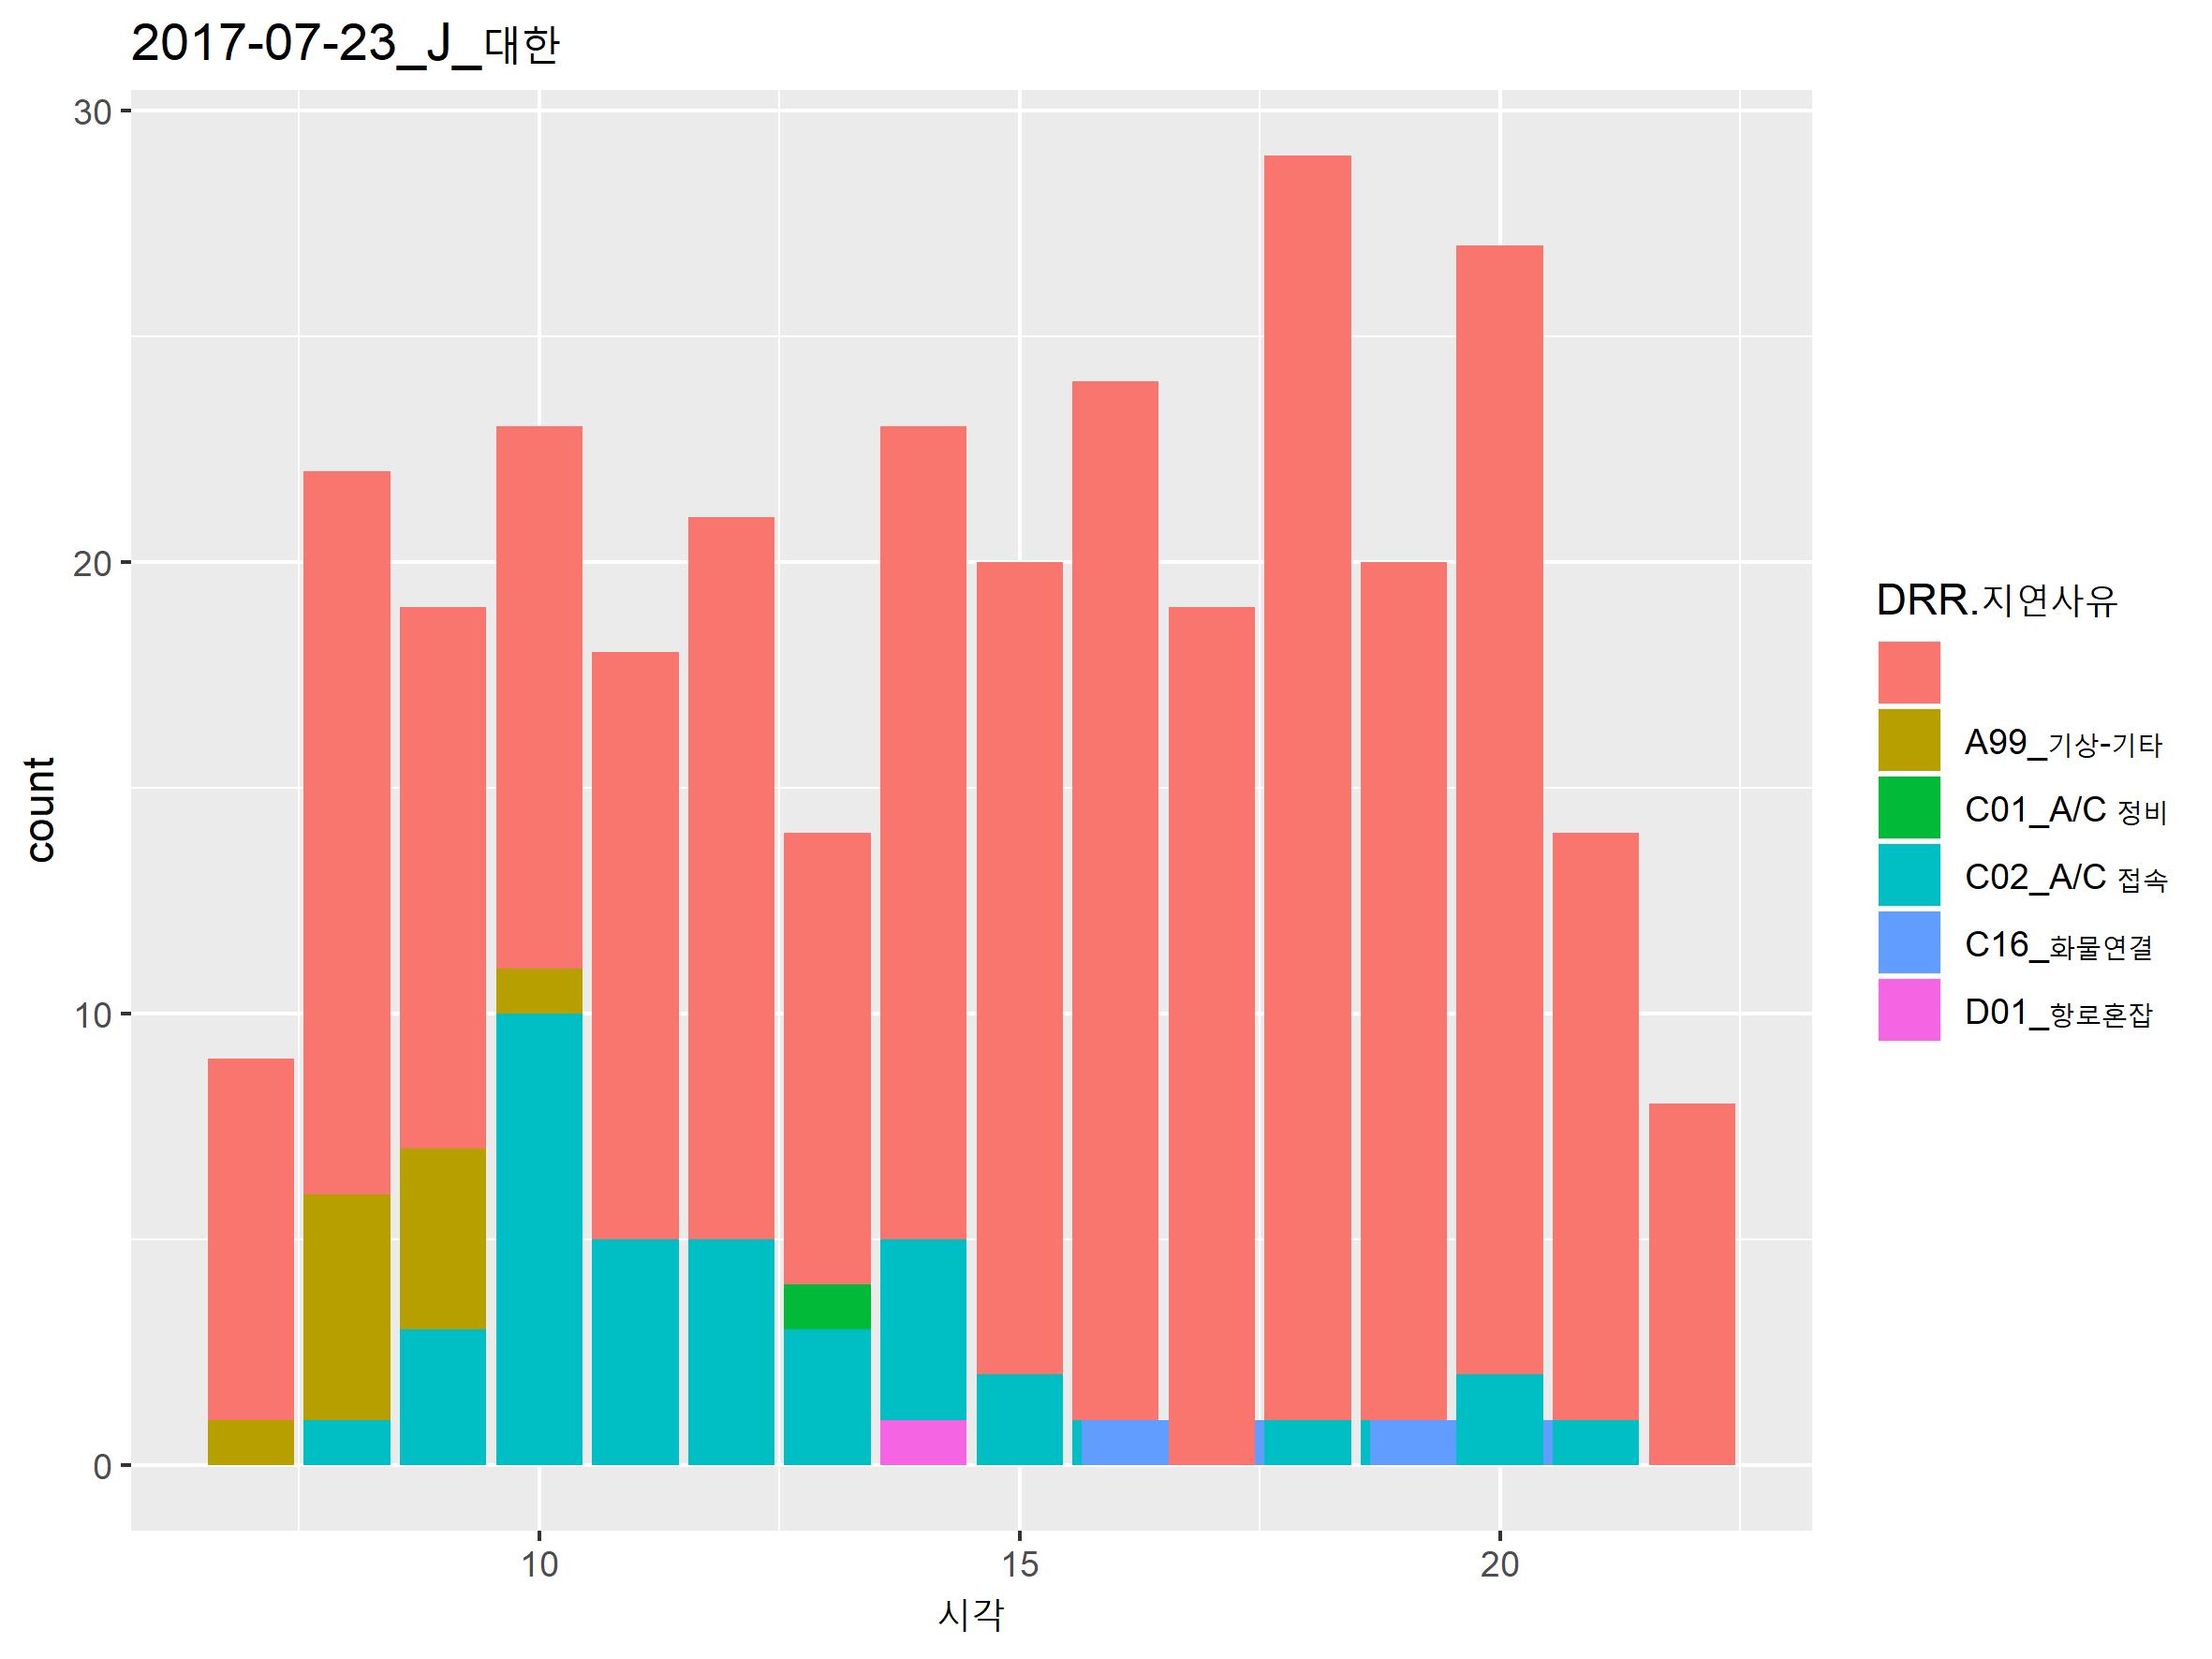 2017-07-23_J_대한
30
20
10
0
count
10 15 20
시각
DRR.지연사유
A99_기상-기타
C01_A/C 정비
C02_A/C 접속
C16_화물연결
D01_항로혼잡